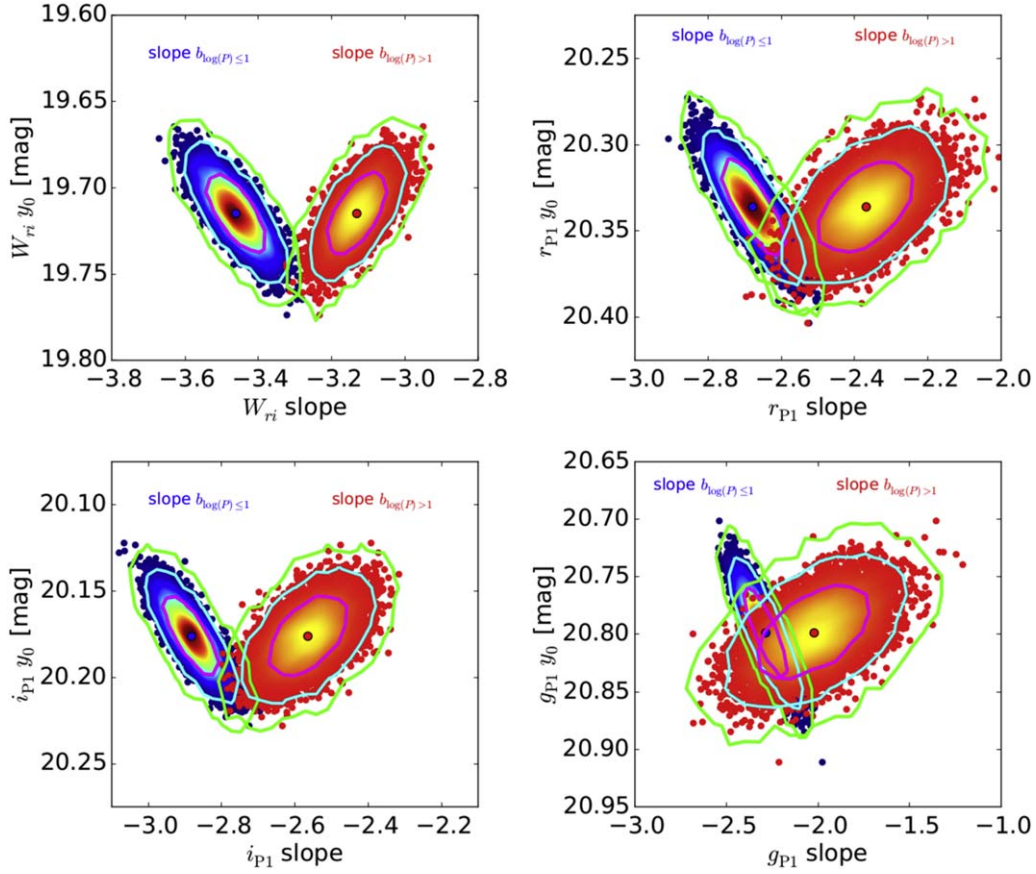 slope b_log(P)≤1 slope b_log(P)>1
19.60
19.65
19.70
19.75
19.80
W_ri y_0 [mag]
−3.8 −3.6 −3.4 −3.2 −3.0 −2.8
W_ri slope
slope b_log(P)≤1 slope b_log(P)>1
20.25
20.30
20.35
20.40
r_P1 y_0 [mag]
−3.0 −2.8 −2.6 −2.4 −2.2 −2.0
r_P1 slope
slope b_log(P)≤1 slope b_log(P)>1
20.10
20.15
20.20
20.25
i_P1 y_0 [mag]
−3.0 −2.8 −2.6 −2.4 −2.2
i_P1 slope
slope b_log(P)≤1 slope b_log(P)>1
20.65
20.70
20.75
20.80
20.85
20.90
20.95
g_P1 y_0 [mag]
−3.0 −2.5 −2.0 −1.5 −1.0
g_P1 slope